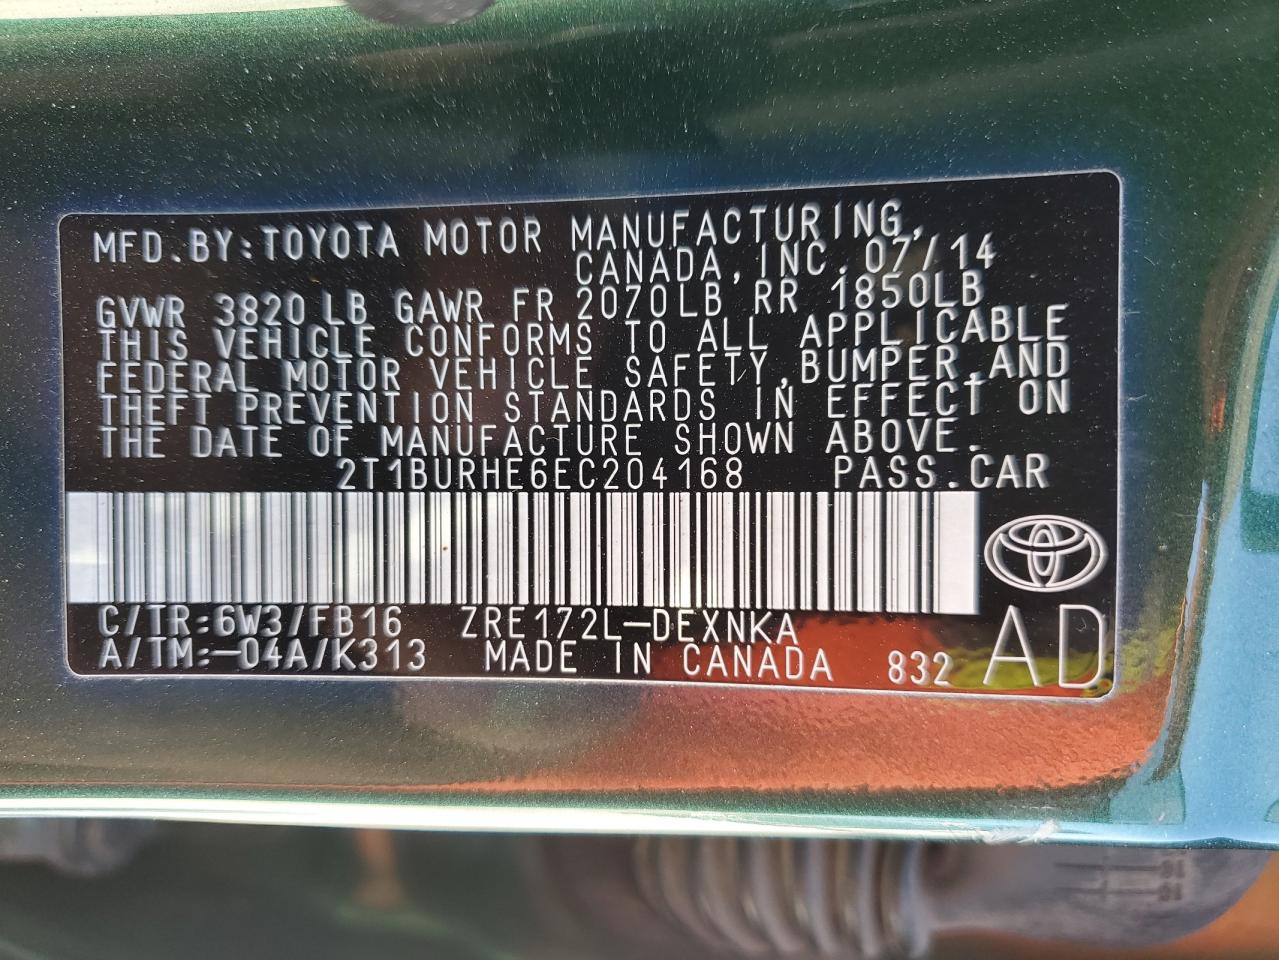 MFD.BY:TOYOTA MOTOR MANUFACTURING,
CANADA,INC. 07/14
GVWR 3820 LB GAWR FR 2070LB,RR 1850LB
THIS VEHICLE CONFORMS TO ALL APPLICABLE
FEDERAL MOTOR VEHICLE SAFETY,BUMPER,AND
THEFT PREVENTION STANDARDS IN EFFECT ON
THE DATE OF MANUFACTURE SHOWN ABOVE.
2T1BURHE6EC204168 PASS.CAR
C/TR:6W3/FB16 ZRE172L-DEXNKA
A/TM:-04A/K313 MADE IN CANADA 832 AD